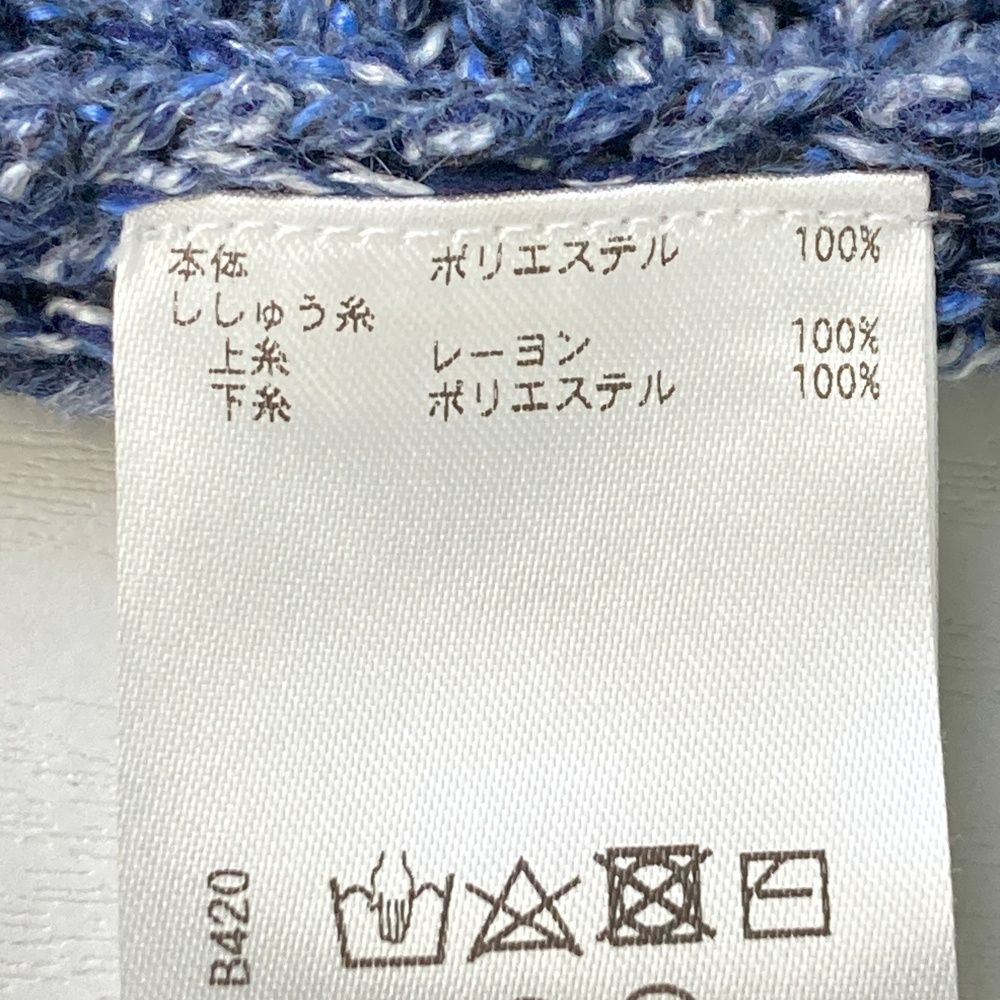 本体 ポリエステル 100%
ししゅう糸
上糸 レーヨン 100%
下糸 ポリエステル 100%
B420